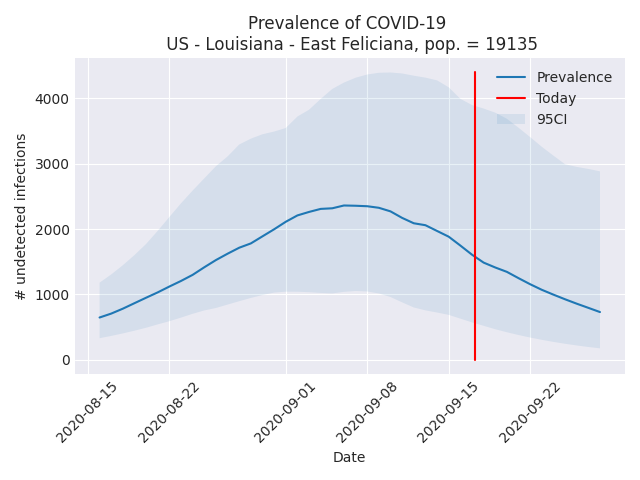 Prevalence of COVID-19
US - Louisiana - East Feliciana, pop. = 19135
Prevalence
Today
95CI
# undetected infections
4000
3000
2000
1000
0
2020-08-15
2020-08-22
2020-09-01
2020-09-08
2020-09-15
2020-09-22
Date